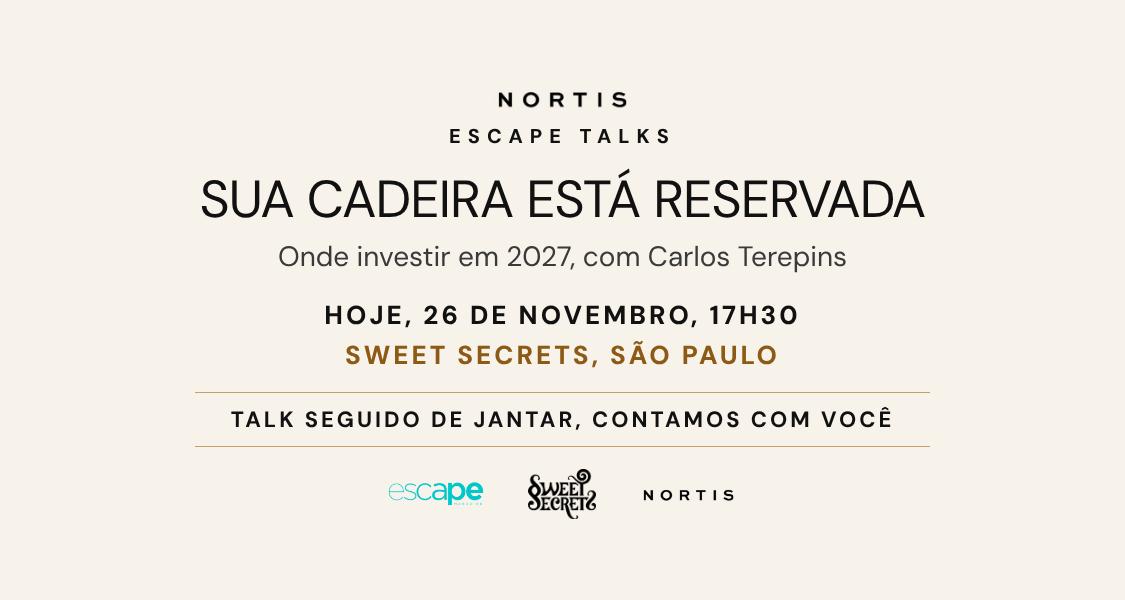 NORTIS
ESCAPE TALKS
SUA CADEIRA ESTÁ RESERVADA
Onde investir em 2027, com Carlos Terepins
HOJE, 26 DE NOVEMBRO, 17H30
SWEET SECRETS, SÃO PAULO
TALK SEGUIDO DE JANTAR, CONTAMOS COM VOCÊ
escape SWEET SECRETS NORTIS